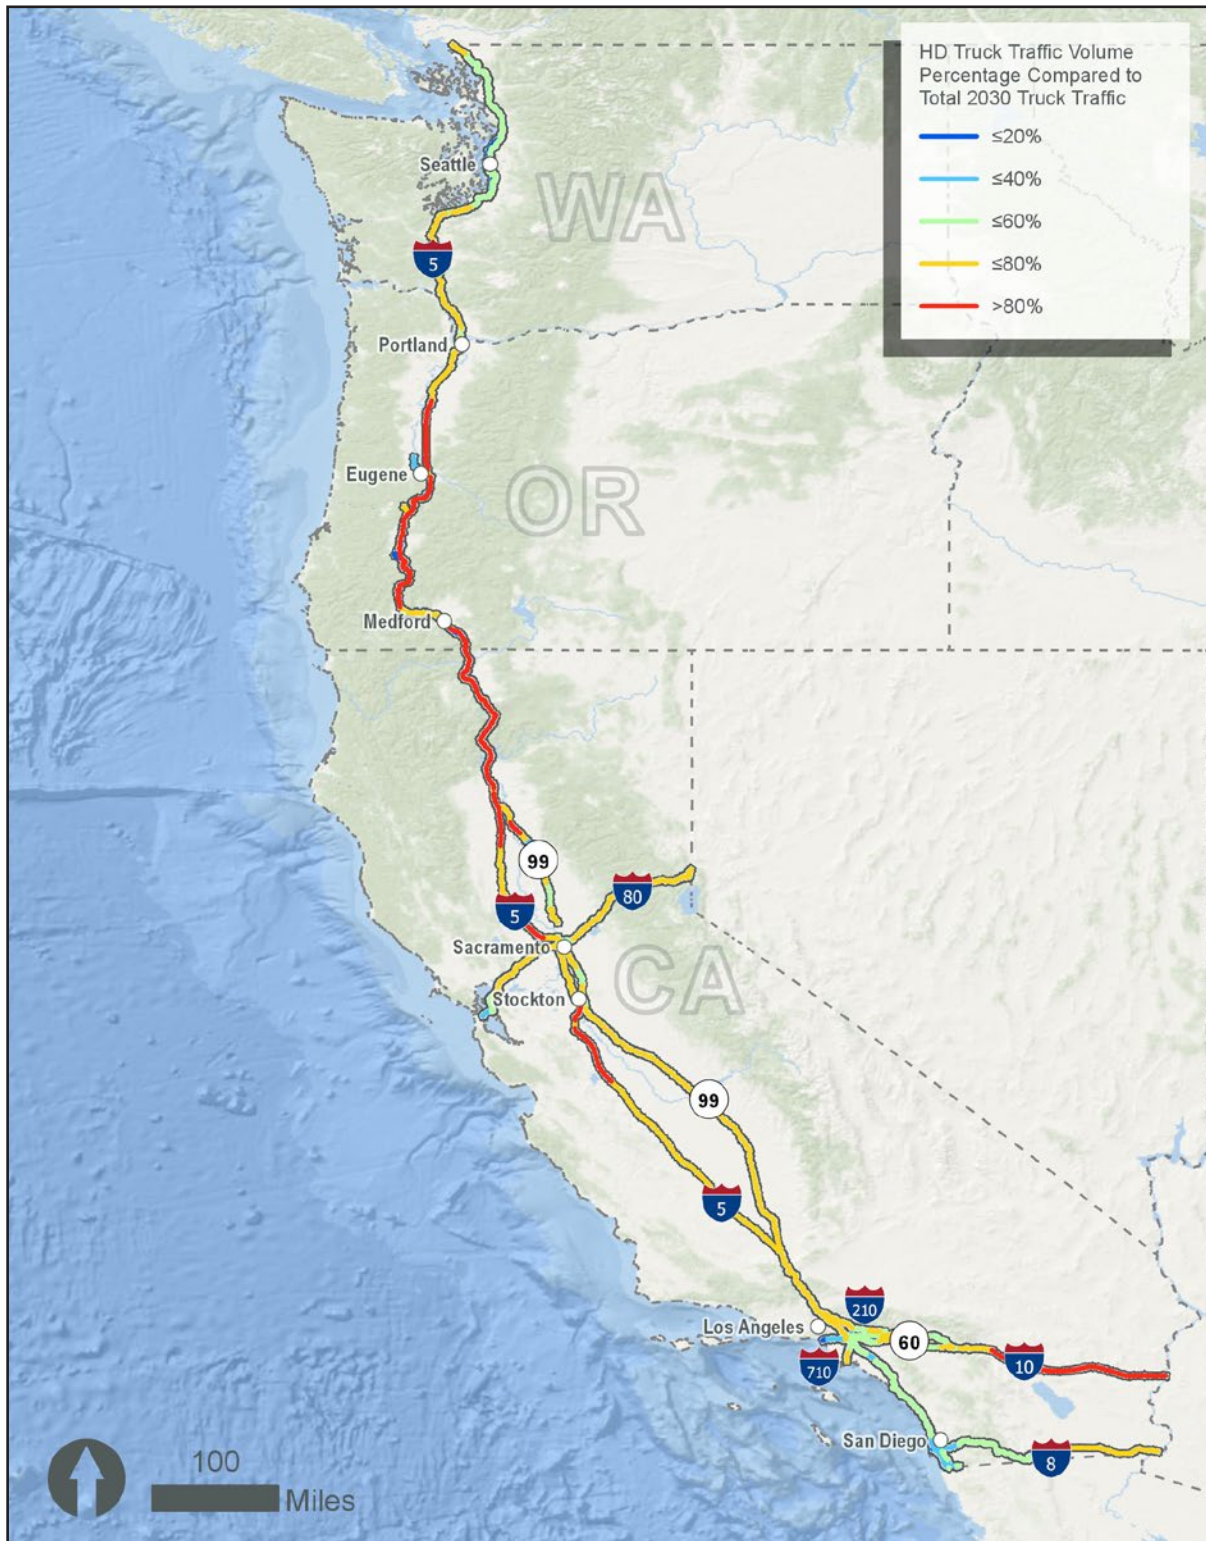 HD Truck Traffic Volume
Percentage Compared to
Total 2030 Truck Traffic
≤20%
≤40%
≤60%
≤80%
>80%
Seattle
WA
5
Portland
Eugene
OR
Medford
99
80
5
Sacramento
CA
Stockton
99
5
210
Los Angeles
60
710
10
San Diego
8
100
Miles